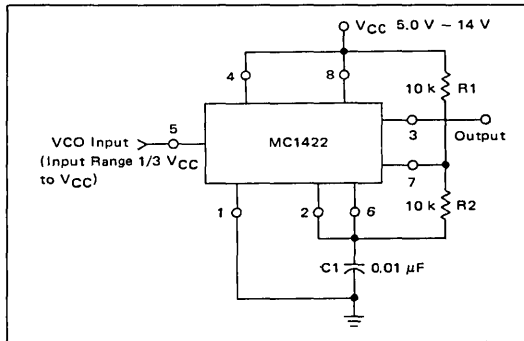 VCC 5.0 V ~ 14 V
4
8
10 k R1
3
Output
VCO Input
5
(Input Range 1/3 VCC
to VCC)
MC1422
7
1
2
6
10 k R2
C1 0.01 μF